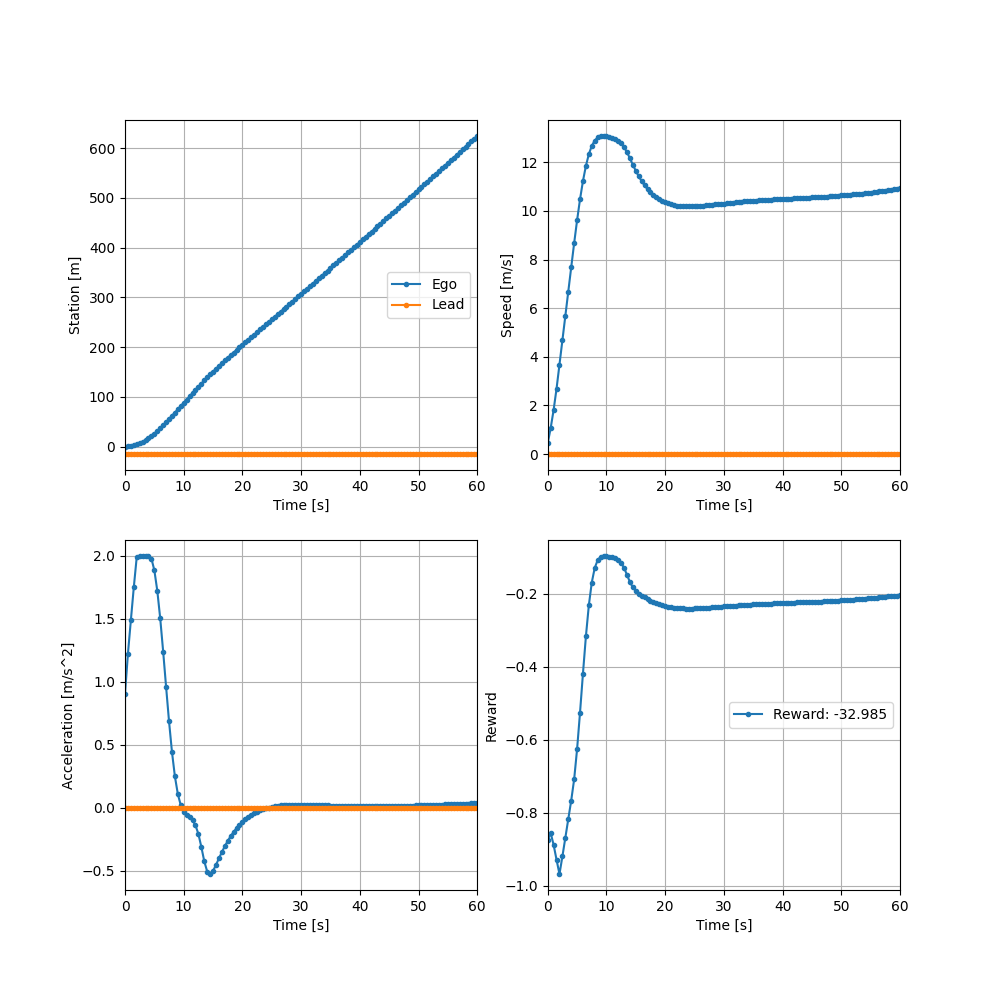 600
500
400
300
200
100
0
Station [m]
Ego
Lead
0 10 20 30 40 50 60
Time [s]
12
10
8
6
4
2
0
Speed [m/s]
0 10 20 30 40 50 60
Time [s]
2.0
1.5
1.0
0.5
0.0
−0.5
Acceleration [m/s^2]
0 10 20 30 40 50 60
Time [s]
−0.2
−0.4
−0.6
−0.8
−1.0
Reward
Reward: -32.985
0 10 20 30 40 50 60
Time [s]